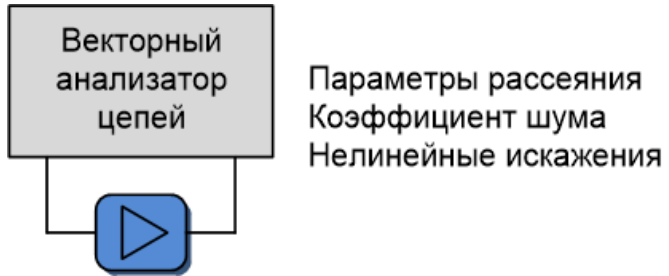 Векторный
анализатор
цепей
Параметры рассеяния
Коэффициент шума
Нелинейные искажения